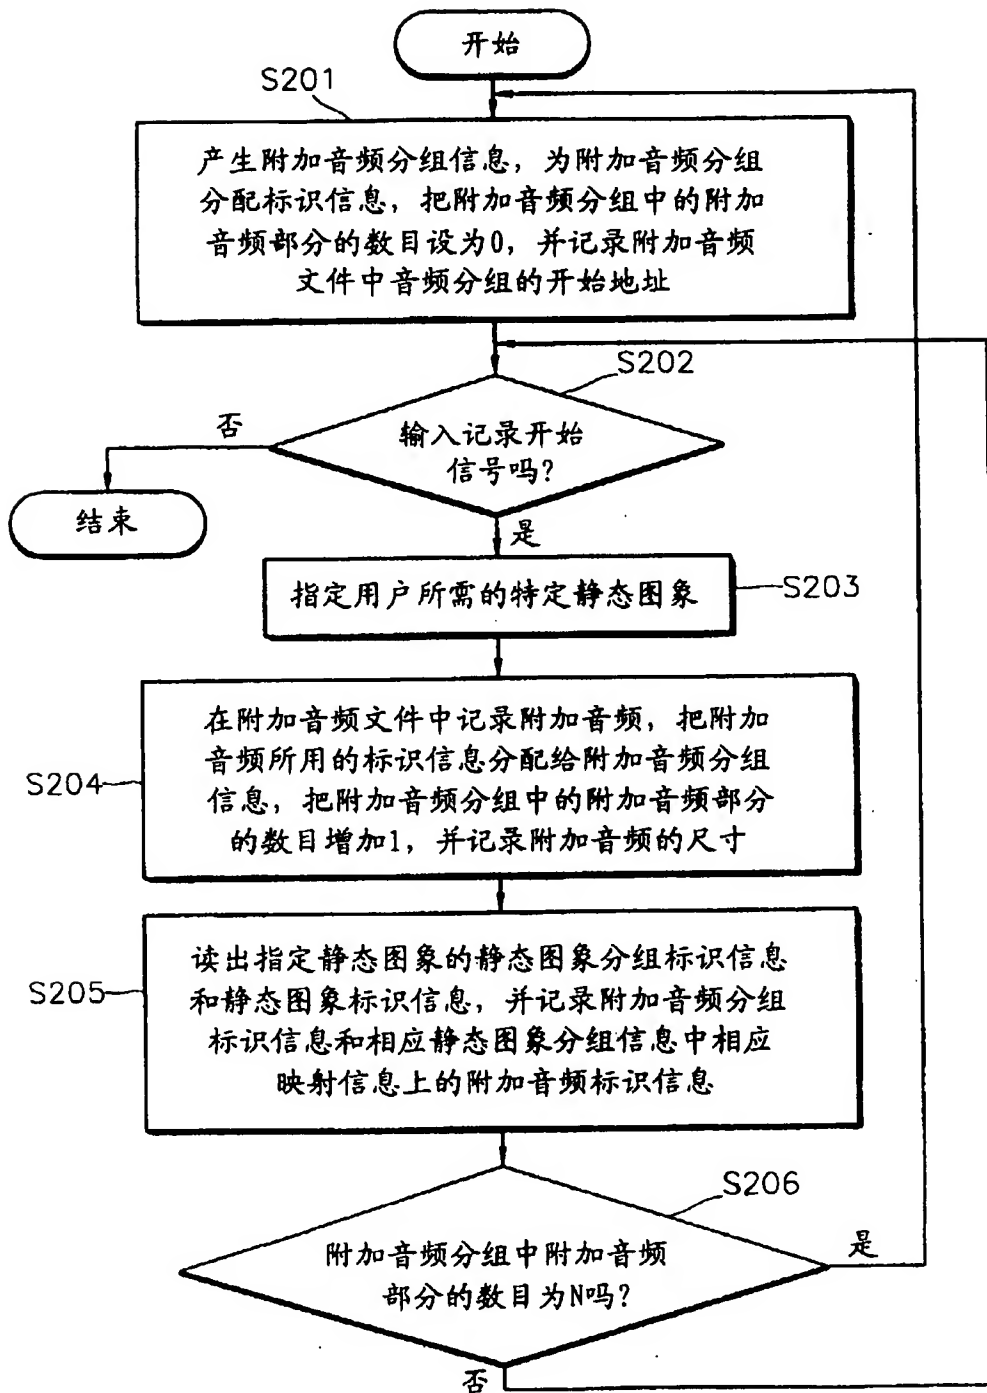 开始
S201
产生附加音频分组信息，为附加音频分组
分配标识信息，把附加音频分组中的附加
音频部分的数目设为0，并记录附加音频
文件中音频分组的开始地址
S202
否
输入记录开始
信号吗？
结束
是
指定用户所需的特定静态图象
S203
在附加音频文件中记录附加音频，把附加
音频所用的标识信息分配给附加音频分组
信息，把附加音频分组中的附加音频部分
的数目增加1，并记录附加音频的尺寸
S204
读出指定静态图象的静态图象分组标识信息
和静态图象标识信息，并记录附加音频分组
标识信息和相应静态图象分组信息中相应
映射信息上的附加音频标识信息
S205
S206
附加音频分组中附加音频
部分的数目为N吗？
是
否